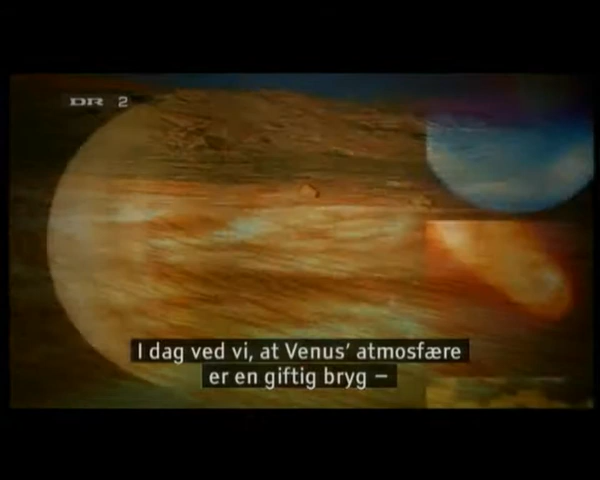 DR 2
I dag ved vi, at Venus' atmosfære
er en giftig bryg –